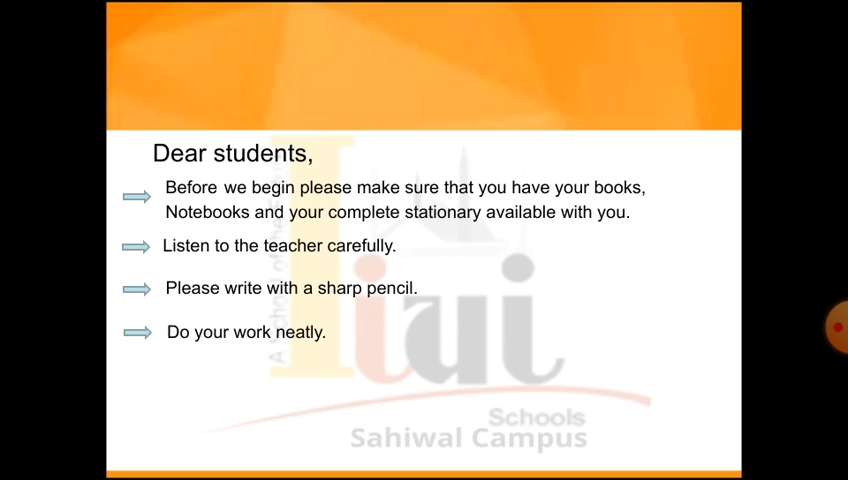 Dear students,
Before we begin please make sure that you have your books,
Notebooks and your complete stationary available with you.
Listen to the teacher carefully.
Please write with a sharp pencil.
Do your work neatly.
Iiui
Schools
Sahiwal Campus